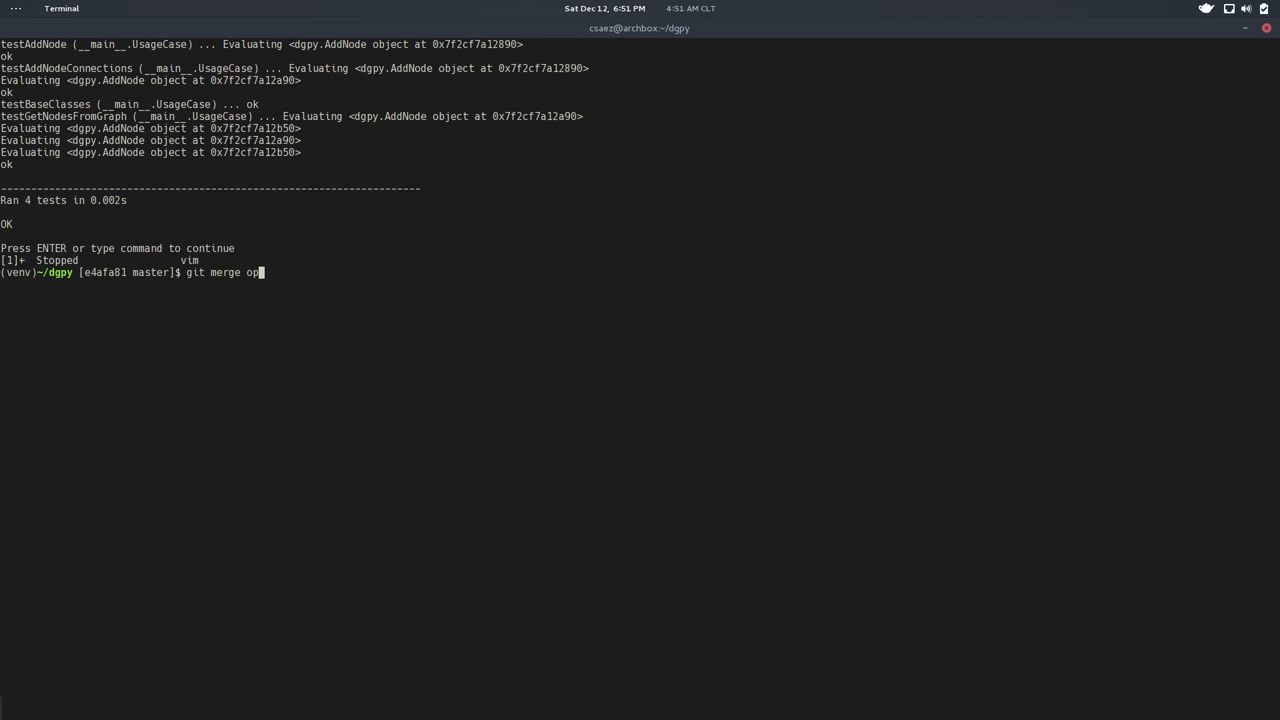 ··· Terminal Sat Dec 12, 6:51 PM 4:51 AM CLT
csaez@archbox:~/dgpy
testAddNode (__main__.UsageCase) ... Evaluating <dgpy.AddNode object at 0x7f2cf7a12890>
ok
testAddNodeConnections (__main__.UsageCase) ... Evaluating <dgpy.AddNode object at 0x7f2cf7a12890>
Evaluating <dgpy.AddNode object at 0x7f2cf7a12a90>
ok
testBaseClasses (__main__.UsageCase) ... ok
testGetNodesFromGraph (__main__.UsageCase) ... Evaluating <dgpy.AddNode object at 0x7f2cf7a12a90>
Evaluating <dgpy.AddNode object at 0x7f2cf7a12b50>
Evaluating <dgpy.AddNode object at 0x7f2cf7a12a90>
Evaluating <dgpy.AddNode object at 0x7f2cf7a12b50>
ok
----------------------------------------------------------------------
Ran 4 tests in 0.002s
OK
Press ENTER or type command to continue
[1]+  Stopped                 vim
(venv)~/dgpy [e4afa81 master]$ git merge op